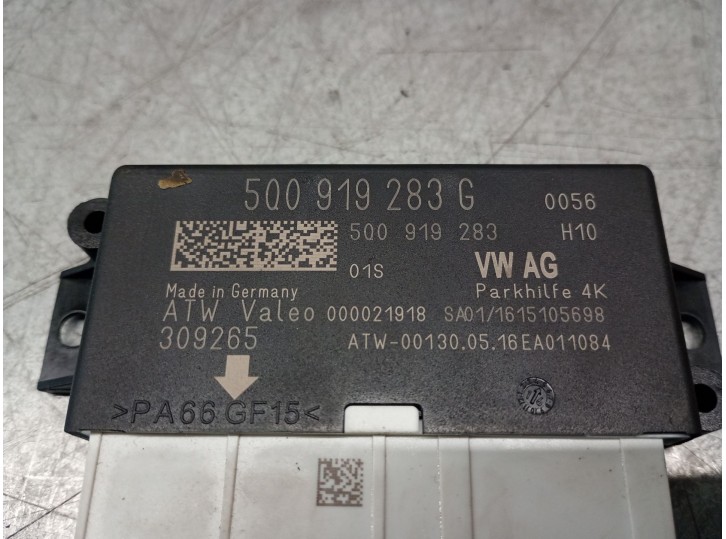 5Q0 919 283 G 0056
5Q0 919 283 H10
01S VW AG
Made in Germany Parkhilfe 4K
ATW Valeo 000021918 SA01/1615105698
309265 ATW-00130.05.16EA011084
>PA66 GF15<